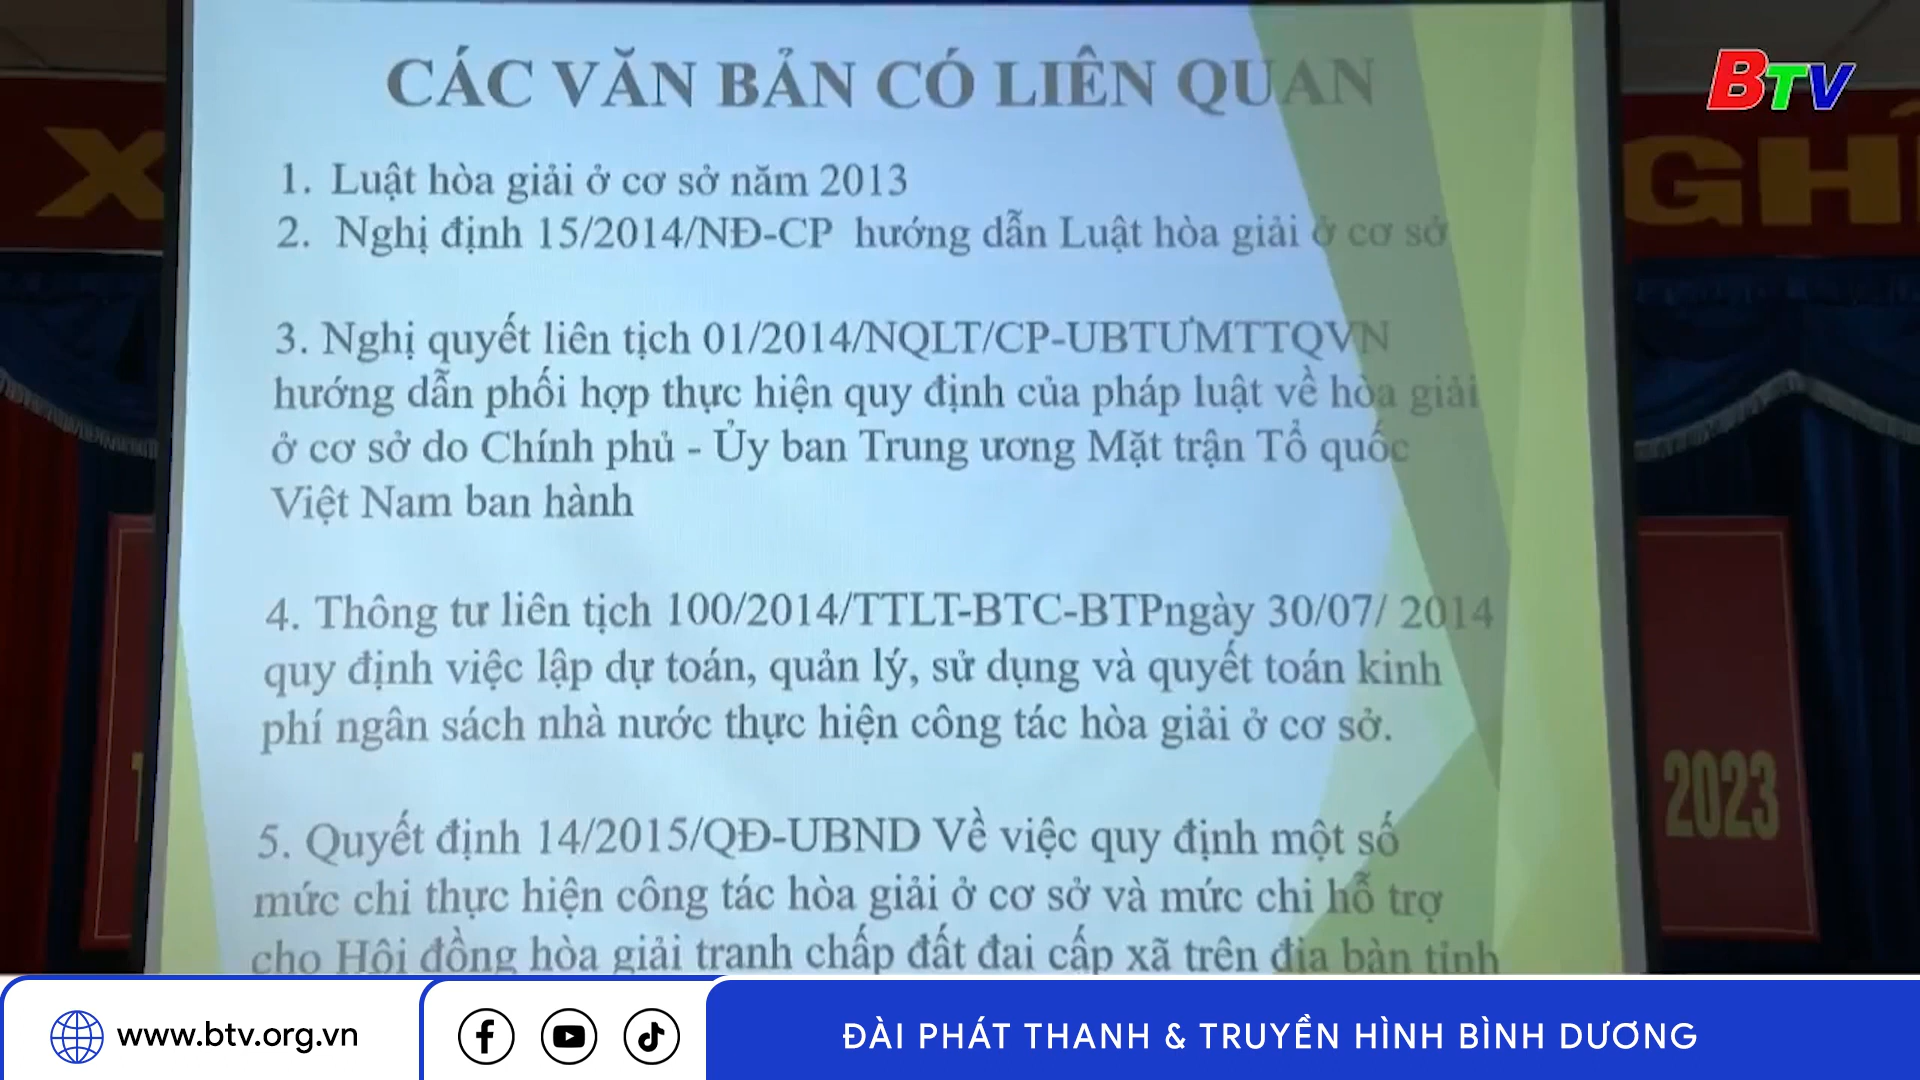 BTV
CÁC VĂN BẢN CÓ LIÊN QUAN
X
GHỊ
1. Luật hòa giải ở cơ sở năm 2013
2. Nghị định 15/2014/NĐ-CP hướng dẫn Luật hòa giải ở cơ sở
3. Nghị quyết liên tịch 01/2014/NQLT/CP-UBTƯMTTQVN
hướng dẫn phối hợp thực hiện quy định của pháp luật về hòa giải
ở cơ sở do Chính phủ - Ủy ban Trung ương Mặt trận Tổ quốc
Việt Nam ban hành
4. Thông tư liên tịch 100/2014/TTLT-BTC-BTPngày 30/07/ 2014
quy định việc lập dự toán, quản lý, sử dụng và quyết toán kinh
phí ngân sách nhà nước thực hiện công tác hòa giải ở cơ sở.
2023
5. Quyết định 14/2015/QĐ-UBND Về việc quy định một số
mức chi thực hiện công tác hòa giải ở cơ sở và mức chi hỗ trợ
cho Hội đồng hòa giải tranh chấp đất đai cấp xã trên địa bàn tỉnh
www.btv.org.vn
ĐÀI PHÁT THANH & TRUYỀN HÌNH BÌNH DƯƠNG